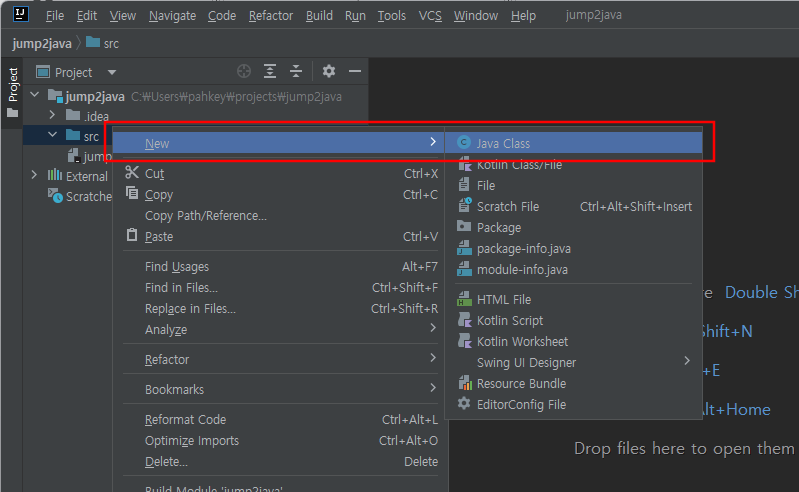 File Edit View Navigate Code Refactor Build Run Tools VCS Window Help jump2java
jump2java src
Project
Project
jump2java C:₩Users₩pahkey₩projects₩jump2java
.idea
src
jump
External
Scratche
New
Cut Ctrl+X
Copy Ctrl+C
Copy Path/Reference...
Paste Ctrl+V
Find Usages Alt+F7
Find in Files... Ctrl+Shift+F
Replace in Files... Ctrl+Shift+R
Analyze
Refactor
Bookmarks
Reformat Code Ctrl+Alt+L
Optimize Imports Ctrl+Alt+O
Delete... Delete
Build Module 'jump2java'
Java Class
Kotlin Class/File
File
Scratch File Ctrl+Alt+Shift+Insert
Package
package-info.java
module-info.java
HTML File
Kotlin Script
Kotlin Worksheet
Swing UI Designer
Resource Bundle
EditorConfig File
re Double Sh
Shift+N
+E
Alt+Home
Drop files here to open them